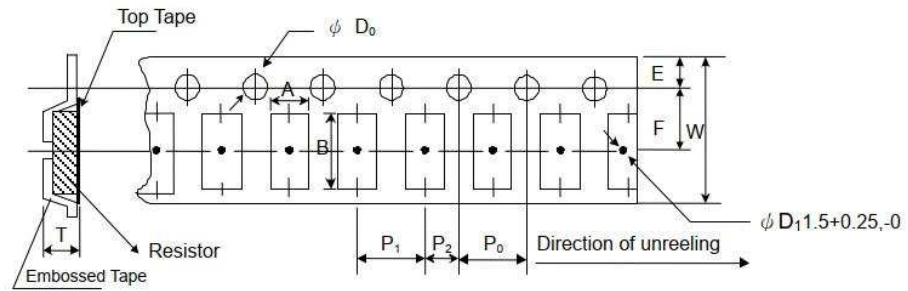 Top Tape
ϕ D₀
A
E
B
F
W
T
Resistor
Embossed Tape
P₁
P₂
P₀
Direction of unreeling
ϕ D₁1.5+0.25,-0